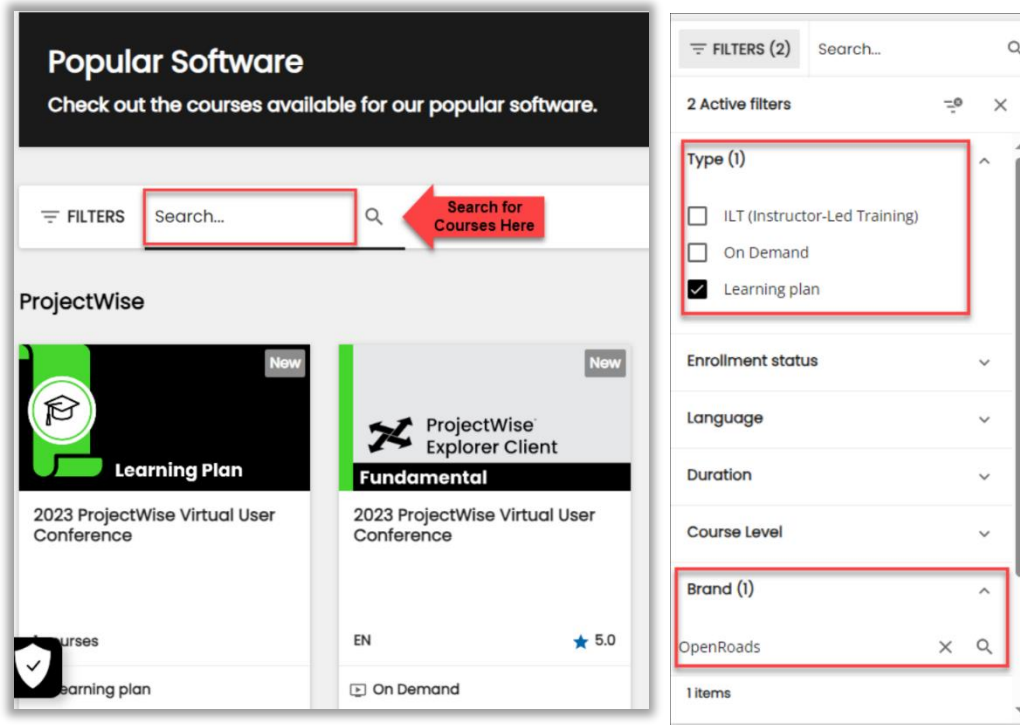 Popular Software
Check out the courses available for our popular software.
FILTERS
Search...
Search for
Courses Here
ProjectWise
New
Learning Plan
2023 ProjectWise Virtual User
Conference
urses
earning plan
New
ProjectWise
Explorer Client
Fundamental
2023 ProjectWise Virtual User
Conference
EN
5.0
On Demand
FILTERS (2)
Search...
2 Active filters
Type (1)
ILT (Instructor-Led Training)
On Demand
Learning plan
Enrollment status
Language
Duration
Course Level
Brand (1)
OpenRoads
1 items